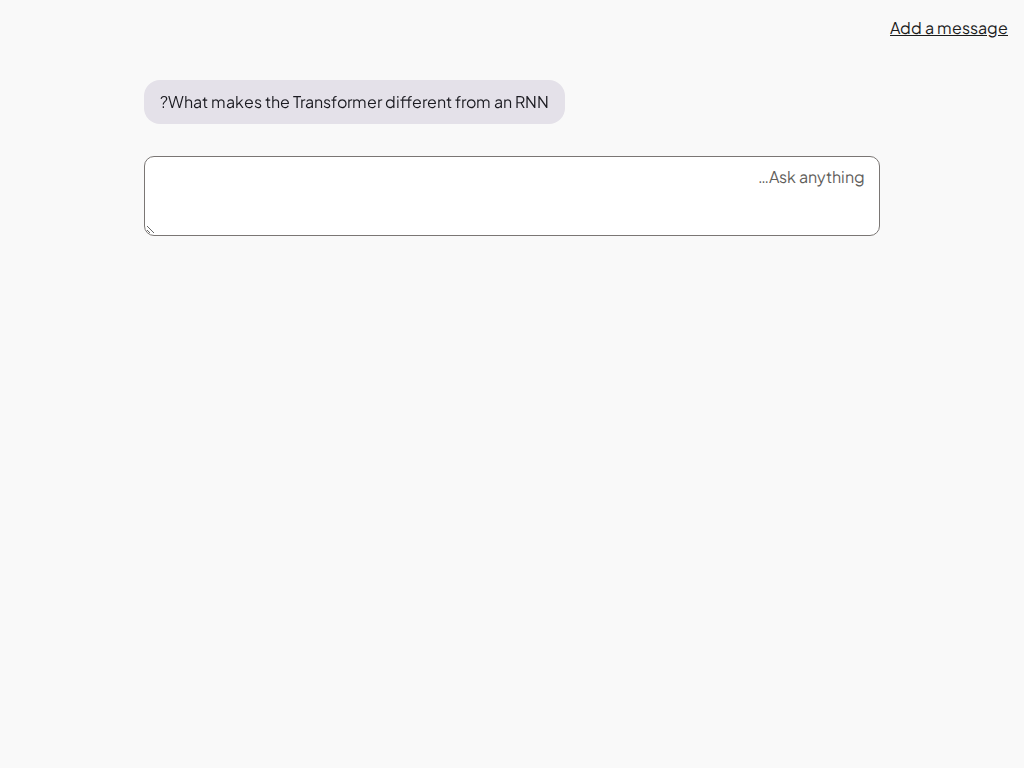 Add a message
?What makes the Transformer different from an RNN
…Ask anything